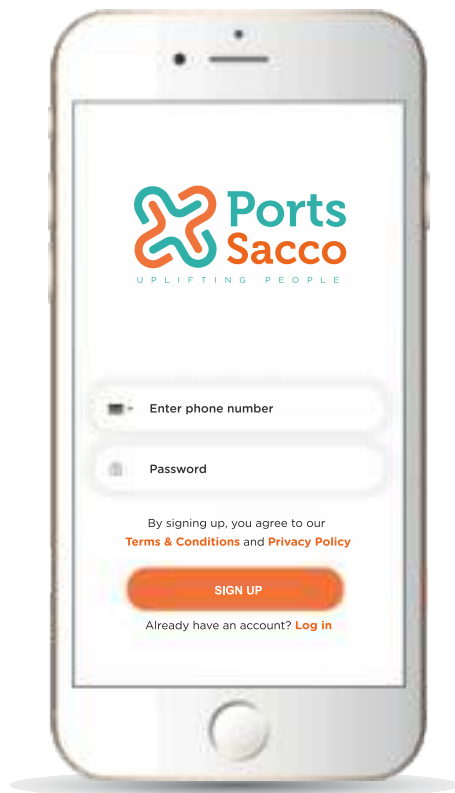 Ports
Sacco
UPLIFTING PEOPLE
Enter phone number
Password
By signing up, you agree to our
Terms & Conditions and Privacy Policy
SIGN UP
Already have an account? Log in